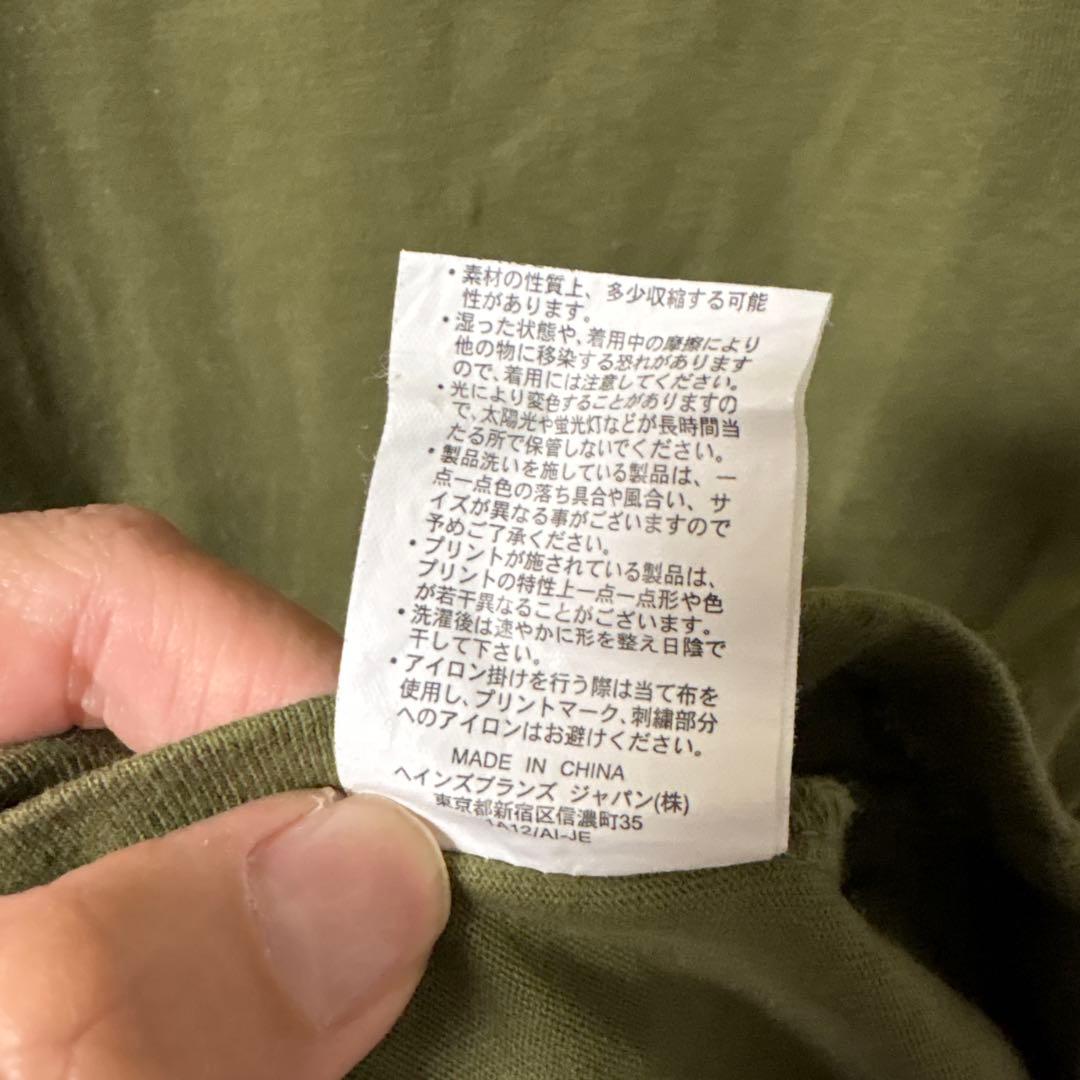 ・素材の性質上、多少収縮する可能
性があります。
・湿った状態や、着用中の摩擦により
他の物に移染する恐れがあります
ので、着用には注意してください。
・光により変色することがありますの
で、太陽光や蛍光灯などが長時間当
たる所で保管しないでください。
・製品洗いを施している製品は、一
点一点色の落ち具合や風合い、サ
イズが異なる事がございますので
予めご了承ください。
・プリントが施されている製品は、
プリントの特性上一点一点形や色
が若干異なることがございます。
・洗濯後は速やかに形を整え日陰で
干して下さい。
・アイロン掛けを行う際は当て布を
使用し、プリントマーク、刺繍部分
へのアイロンはお避けください。
MADE IN CHINA
ヘインズブランズ ジャパン(株)
東京都新宿区信濃町35